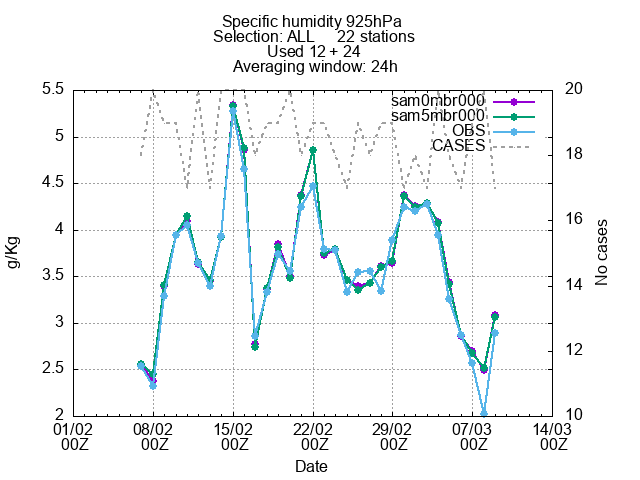 Specific humidity 925hPa
Selection: ALL 22 stations
Used 12 + 24
Averaging window: 24h
5.5
5
4.5
4
3.5
3
2.5
2
20
18
16
14
12
10
g/Kg
No cases
sam0mbr000
sam5mbr000
OBS
CASES
01/02 08/02 15/02 22/02 29/02 07/03 14/03
00Z 00Z 00Z 00Z 00Z 00Z 00Z
Date